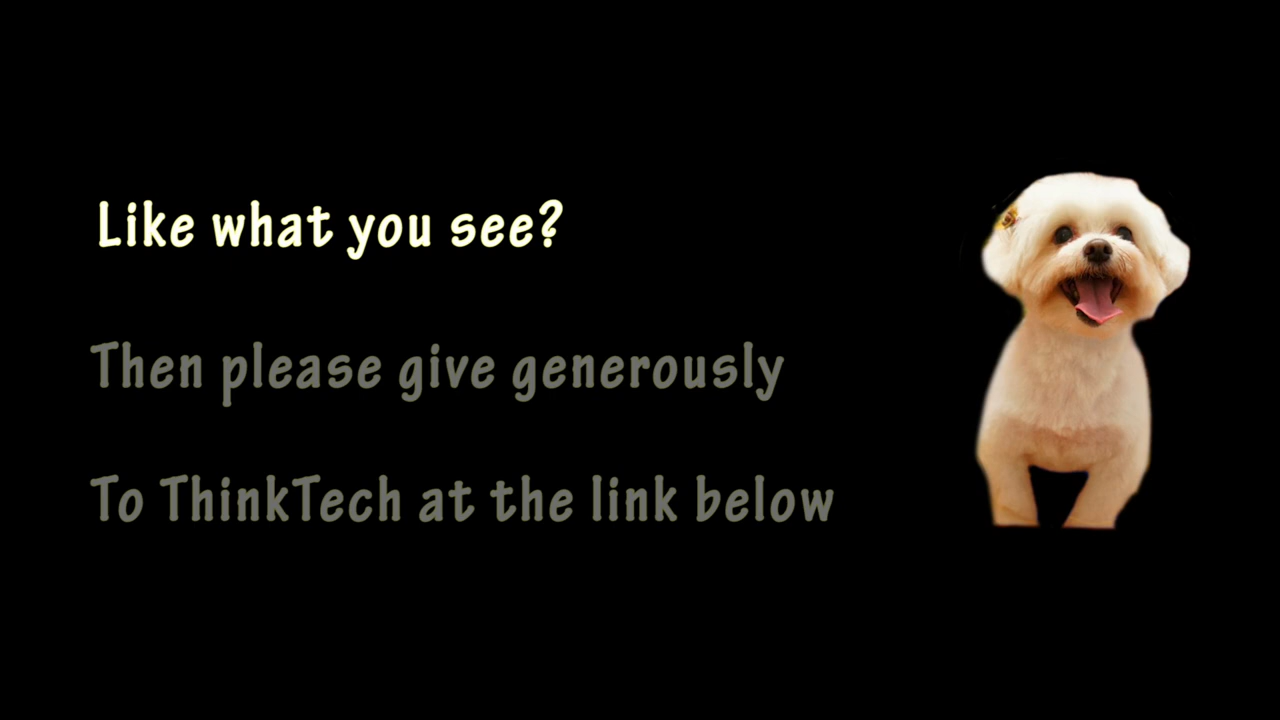 Like what you see?
Then please give generously
To ThinkTech at the link below